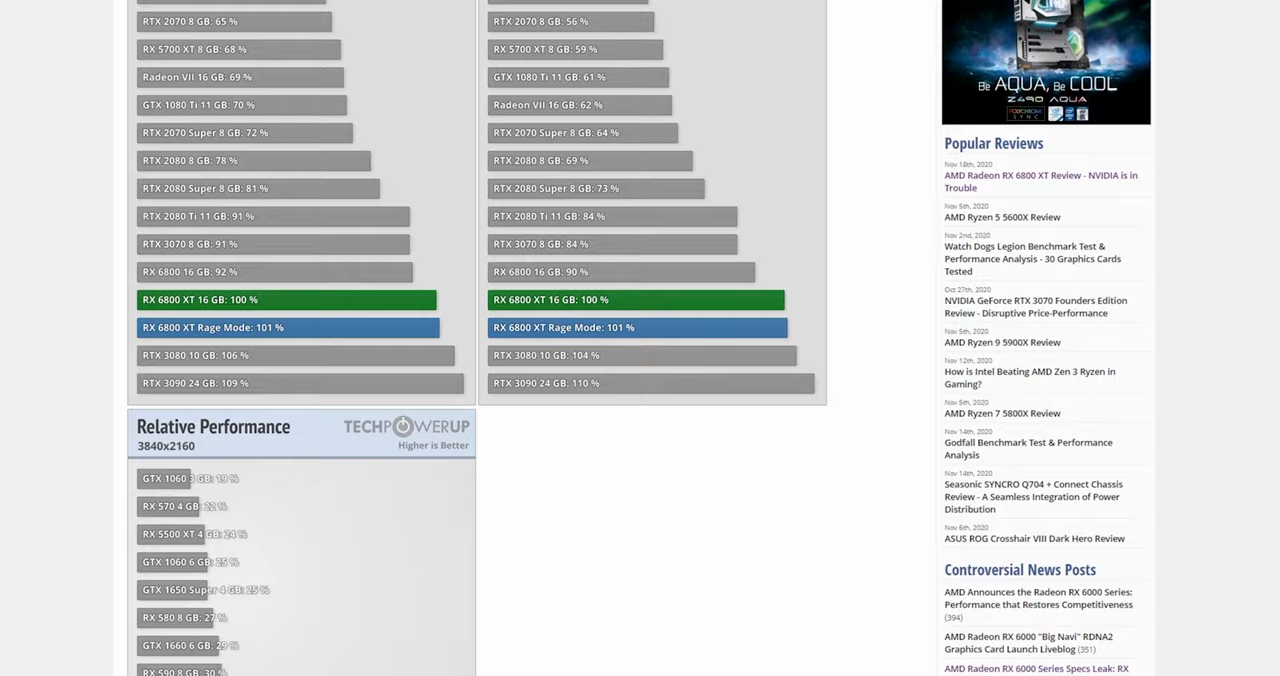 RTX 2070 8 GB: 65 %
RX 5700 XT 8 GB: 68 %
Radeon VII 16 GB: 69 %
GTX 1080 Ti 11 GB: 70 %
RTX 2070 Super 8 GB: 72 %
RTX 2080 8 GB: 78 %
RTX 2080 Super 8 GB: 81 %
RTX 2080 Ti 11 GB: 91 %
RTX 3070 8 GB: 91 %
RX 6800 16 GB: 92 %
RX 6800 XT 16 GB: 100 %
RX 6800 XT Rage Mode: 101 %
RTX 3080 10 GB: 106 %
RTX 3090 24 GB: 109 %
RTX 2070 8 GB: 56 %
RX 5700 XT 8 GB: 59 %
GTX 1080 Ti 11 GB: 61 %
Radeon VII 16 GB: 62 %
RTX 2070 Super 8 GB: 64 %
RTX 2080 8 GB: 69 %
RTX 2080 Super 8 GB: 73 %
RTX 2080 Ti 11 GB: 84 %
RTX 3070 8 GB: 84 %
RX 6800 16 GB: 90 %
RX 6800 XT 16 GB: 100 %
RX 6800 XT Rage Mode: 101 %
RTX 3080 10 GB: 104 %
RTX 3090 24 GB: 110 %
Relative Performance
3840x2160
TECHPOWERUP
Higher is Better
GTX 1060 3 GB: 19 %
RX 570 4 GB: 22 %
RX 5500 XT 4 GB: 24 %
GTX 1060 6 GB: 25 %
GTX 1650 Super 4 GB: 25 %
RX 580 8 GB: 27 %
GTX 1660 6 GB: 29 %
RX 590 8 GB: 30 %
Be AQUA, Be COOL
Z490 AQUA
POLYCHROME
SYNC
Popular Reviews
Nov 18th, 2020
AMD Radeon RX 6800 XT Review - NVIDIA is in
Trouble
Nov 5th, 2020
AMD Ryzen 5 5600X Review
Nov 2nd, 2020
Watch Dogs Legion Benchmark Test &
Performance Analysis - 30 Graphics Cards
Tested
Oct 27th, 2020
NVIDIA GeForce RTX 3070 Founders Edition
Review - Disruptive Price-Performance
Nov 5th, 2020
AMD Ryzen 9 5900X Review
Nov 12th, 2020
How is Intel Beating AMD Zen 3 Ryzen in
Gaming?
Nov 5th, 2020
AMD Ryzen 7 5800X Review
Nov 14th, 2020
Godfall Benchmark Test & Performance
Analysis
Nov 14th, 2020
Seasonic SYNCRO Q704 + Connect Chassis
Review - A Seamless Integration of Power
Distribution
Nov 6th, 2020
ASUS ROG Crosshair VIII Dark Hero Review
Controversial News Posts
AMD Announces the Radeon RX 6000 Series:
Performance that Restores Competitiveness
(394)
AMD Radeon RX 6000 "Big Navi" RDNA2
Graphics Card Launch Liveblog (351)
AMD Radeon RX 6000 Series Specs Leak: RX